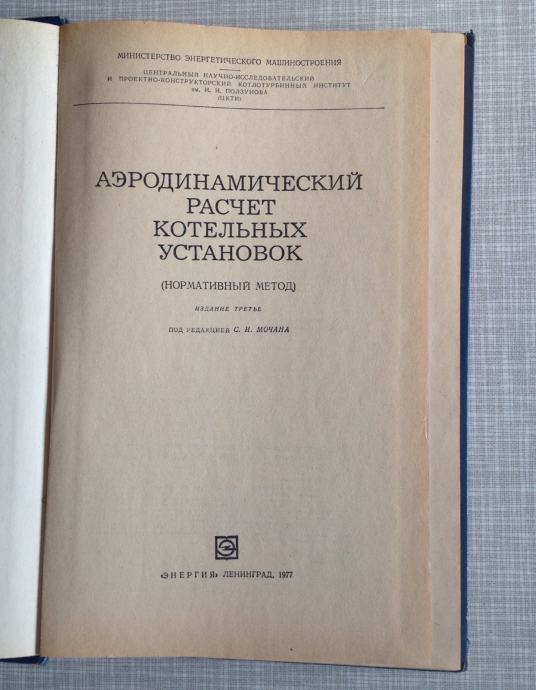 МИНИСТЕРСТВО ЭНЕРГЕТИЧЕСКОГО МАШИНОСТРОЕНИЯ
ЦЕНТРАЛЬНЫЙ НАУЧНО-ИССЛЕДОВАТЕЛЬСКИЙ
И ПРОЕКТНО-КОНСТРУКТОРСКИЙ КОТЛОТУРБИННЫЙ ИНСТИТУТ
им. И. И. ПОЛЗУНОВА
(ЦКТИ)
АЭРОДИНАМИЧЕСКИЙ
РАСЧЕТ
КОТЕЛЬНЫХ
УСТАНОВОК
(НОРМАТИВНЫЙ МЕТОД)
ИЗДАНИЕ ТРЕТЬЕ
ПОД РЕДАКЦИЕЙ С. И. МОЧАНА
«ЭНЕРГИЯ» ЛЕНИНГРАД, 1977